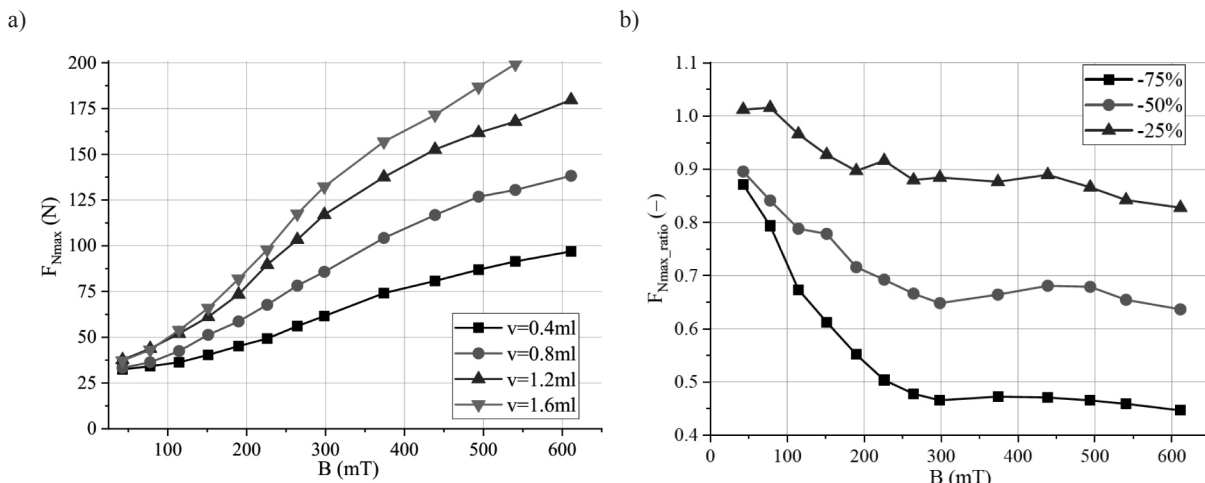 a)
200
175
150
125
100
75
50
25
0
F_Nmax (N)
100 200 300 400 500 600
B (mT)
v=0.4ml
v=0.8ml
v=1.2ml
v=1.6ml
b)
1.1
1.0
0.9
0.8
0.7
0.6
0.5
0.4
F_Nmax_ratio (–)
0 100 200 300 400 500 600
B (mT)
-75%
-50%
-25%